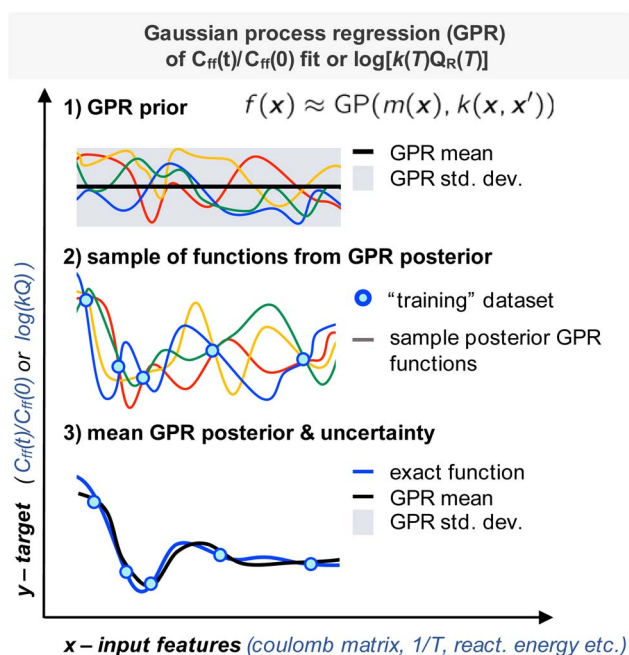 Gaussian process regression (GPR)
of Cff(t)/Cff(0) fit or log[k(T)QR(T)]
1) GPR prior
f(x) ≈ GP(m(x), k(x, x′))
GPR mean
GPR std. dev.
2) sample of functions from GPR posterior
“training” dataset
sample posterior GPR
functions
3) mean GPR posterior & uncertainty
exact function
GPR mean
GPR std. dev.
y – target ( Cff(t)/Cff(0) or log(kQ) )
x – input features (coulomb matrix, 1/T, react. energy etc.)